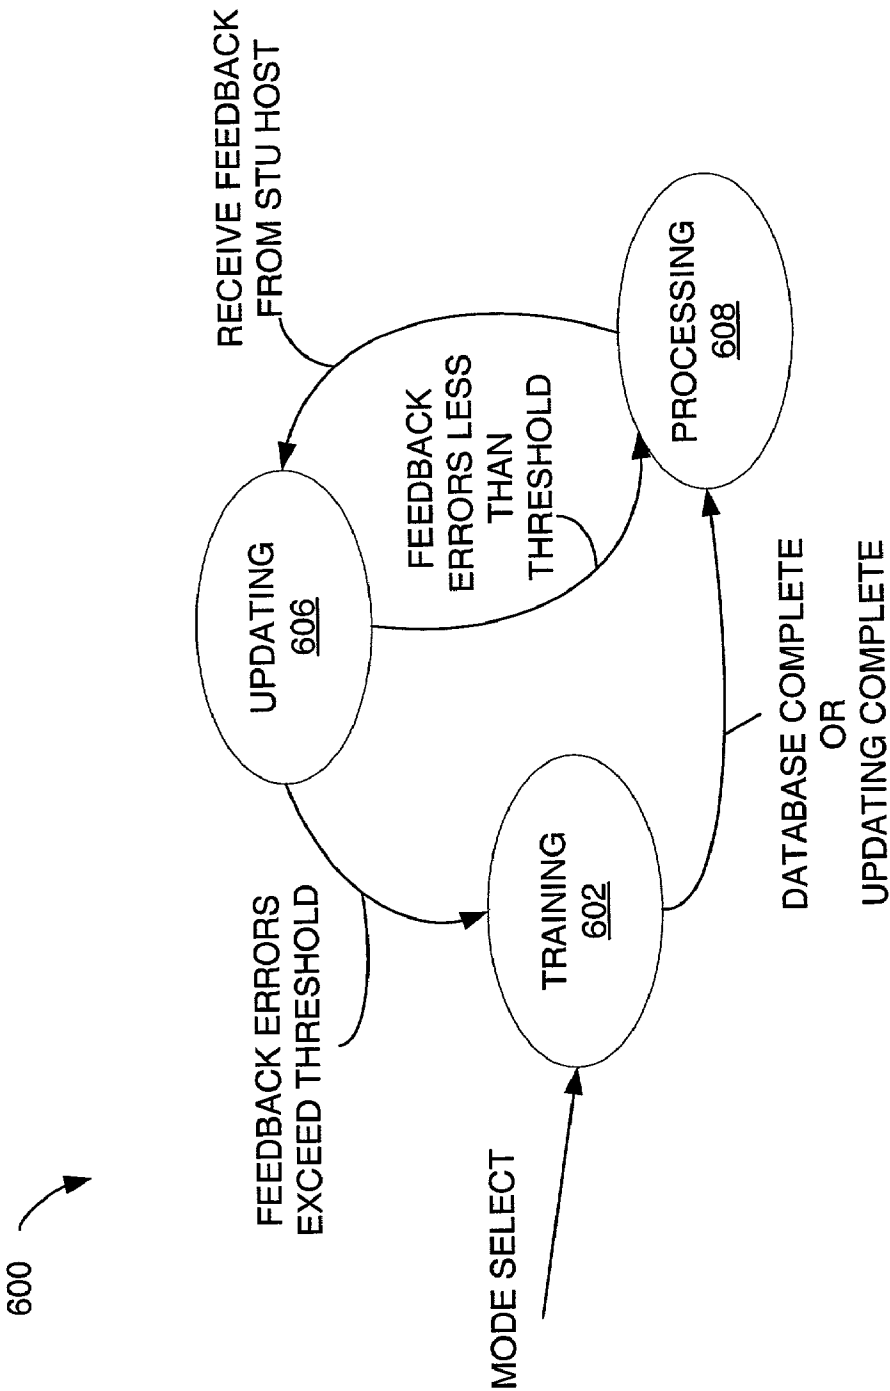 600
RECEIVE FEEDBACK
FROM STU HOST
UPDATING
606
FEEDBACK ERRORS
EXCEED THRESHOLD
FEEDBACK
ERRORS LESS
THAN
THRESHOLD
MODE SELECT
TRAINING
602
PROCESSING
608
DATABASE COMPLETE
OR
UPDATING COMPLETE